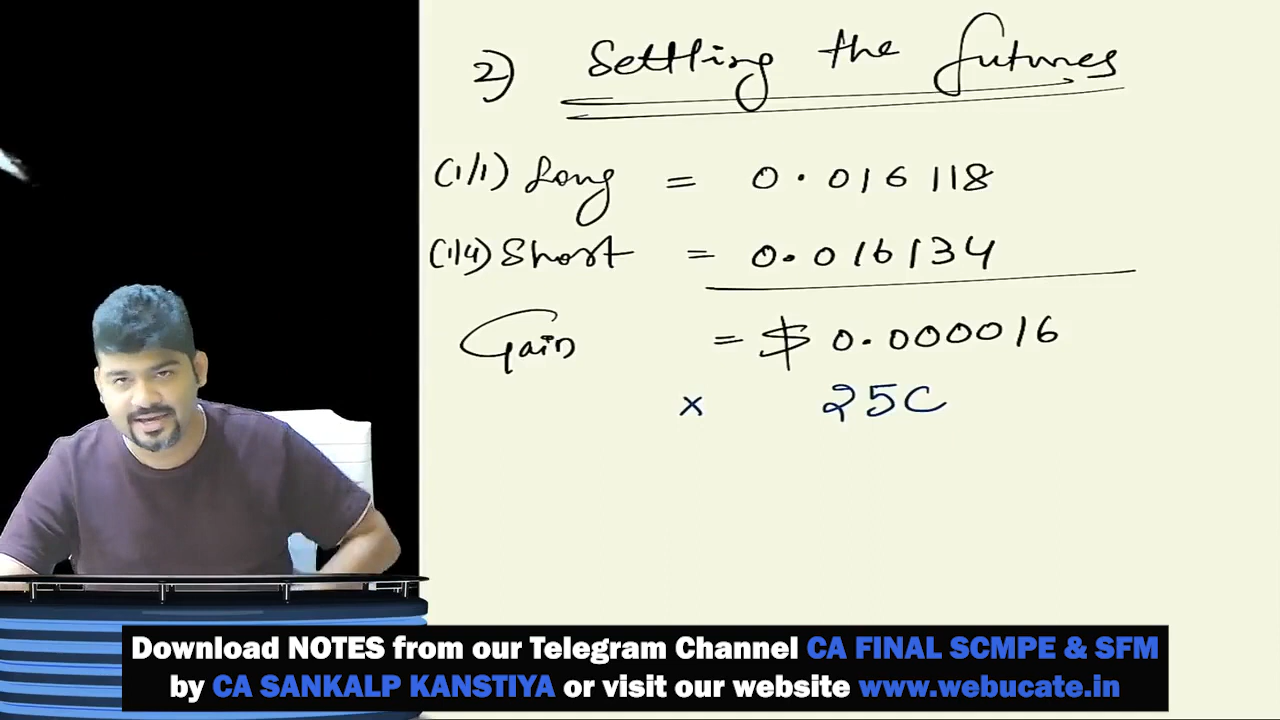 2) Settling the futures
(1/1) Long = 0.016118
(1/4) Short = 0.016134
Gain = $ 0.000016
× 25C
Download NOTES from our Telegram Channel CA FINAL SCMPE & SFM
by CA SANKALP KANSTIYA or visit our website www.webucate.in